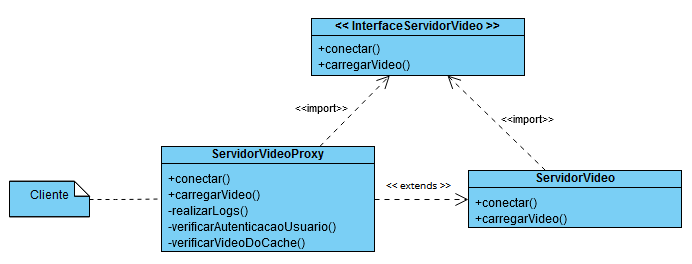 << InterfaceServidorVideo >>
+conectar()
+carregarVideo()
<<import>>
<<import>>
ServidorVideoProxy
+conectar()
+carregarVideo()
-realizarLogs()
-verificarAutenticacaoUsuario()
-verificarVideoDoCache()
Cliente
<< extends >>
ServidorVideo
+conectar()
+carregarVideo()